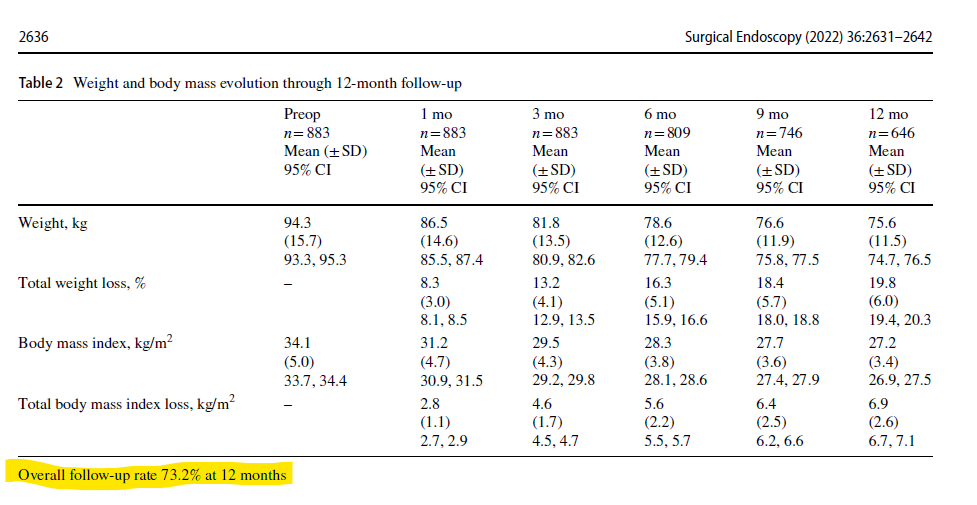 2636 Surgical Endoscopy (2022) 36:2631–2642
Table 2 Weight and body mass evolution through 12-month follow-up
Preop 1 mo 3 mo 6 mo 9 mo 12 mo
n=883 n=883 n=883 n=809 n=746 n=646
Mean (±SD) Mean Mean Mean Mean Mean
95% CI (±SD) (±SD) (±SD) (±SD) (±SD)
95% CI 95% CI 95% CI 95% CI 95% CI
Weight, kg 94.3 86.5 81.8 78.6 76.6 75.6
(15.7) (14.6) (13.5) (12.6) (11.9) (11.5)
93.3, 95.3 85.5, 87.4 80.9, 82.6 77.7, 79.4 75.8, 77.5 74.7, 76.5
Total weight loss, % – 8.3 13.2 16.3 18.4 19.8
(3.0) (4.1) (5.1) (5.7) (6.0)
8.1, 8.5 12.9, 13.5 15.9, 16.6 18.0, 18.8 19.4, 20.3
Body mass index, kg/m² 34.1 31.2 29.5 28.3 27.7 27.2
(5.0) (4.7) (4.3) (3.8) (3.6) (3.4)
33.7, 34.4 30.9, 31.5 29.2, 29.8 28.1, 28.6 27.4, 27.9 26.9, 27.5
Total body mass index loss, kg/m² – 2.8 4.6 5.6 6.4 6.9
(1.1) (1.7) (2.2) (2.5) (2.6)
2.7, 2.9 4.5, 4.7 5.5, 5.7 6.2, 6.6 6.7, 7.1
Overall follow-up rate 73.2% at 12 months